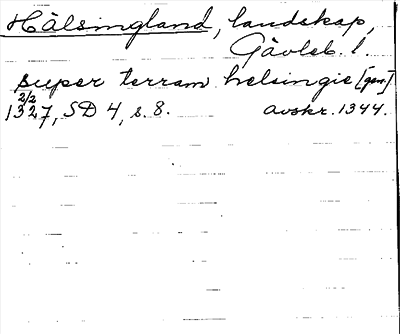 Hälsingland, landskap,
Gävleb. l.
super terram helsingie [gen.]
2/2
1327, SD 4, s. 8. avskr. 1344.